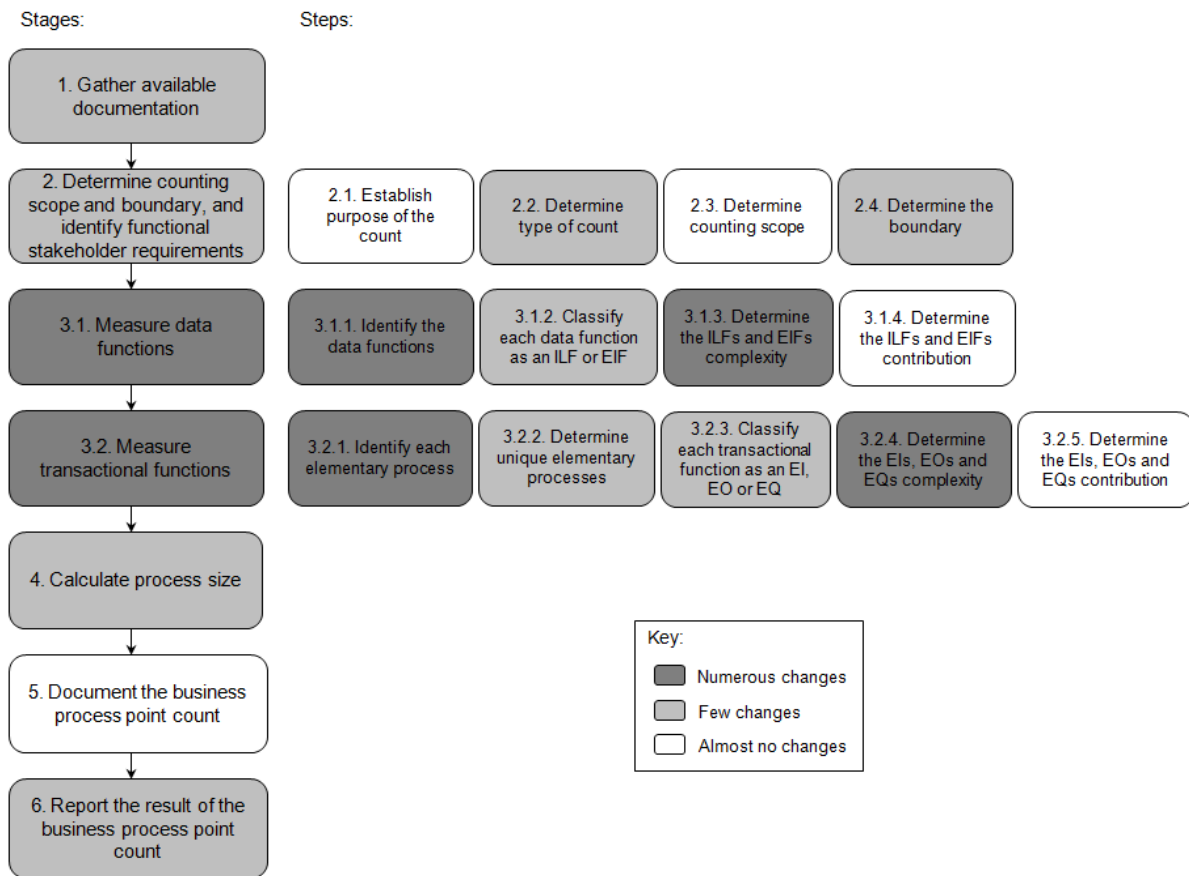 Stages:
Steps:
1. Gather available
documentation
2. Determine counting
scope and boundary, and
identify functional
stakeholder requirements
2.1. Establish
purpose of the
count
2.2. Determine
type of count
2.3. Determine
counting scope
2.4. Determine the
boundary
3.1. Measure data
functions
3.1.1. Identify the
data functions
3.1.2. Classify
each data function
as an ILF or EIF
3.1.3. Determine
the ILFs and EIFs
complexity
3.1.4. Determine
the ILFs and EIFs
contribution
3.2. Measure
transactional functions
3.2.1. Identify each
elementary process
3.2.2. Determine
unique elementary
processes
3.2.3. Classify
each transactional
function as an EI,
EO or EQ
3.2.4. Determine
the EIs, EOs and
EQs complexity
3.2.5. Determine
the EIs, EOs and
EQs contribution
4. Calculate process size
5. Document the business
process point count
6. Report the result of the
business process point
count
Key:
Numerous changes
Few changes
Almost no changes